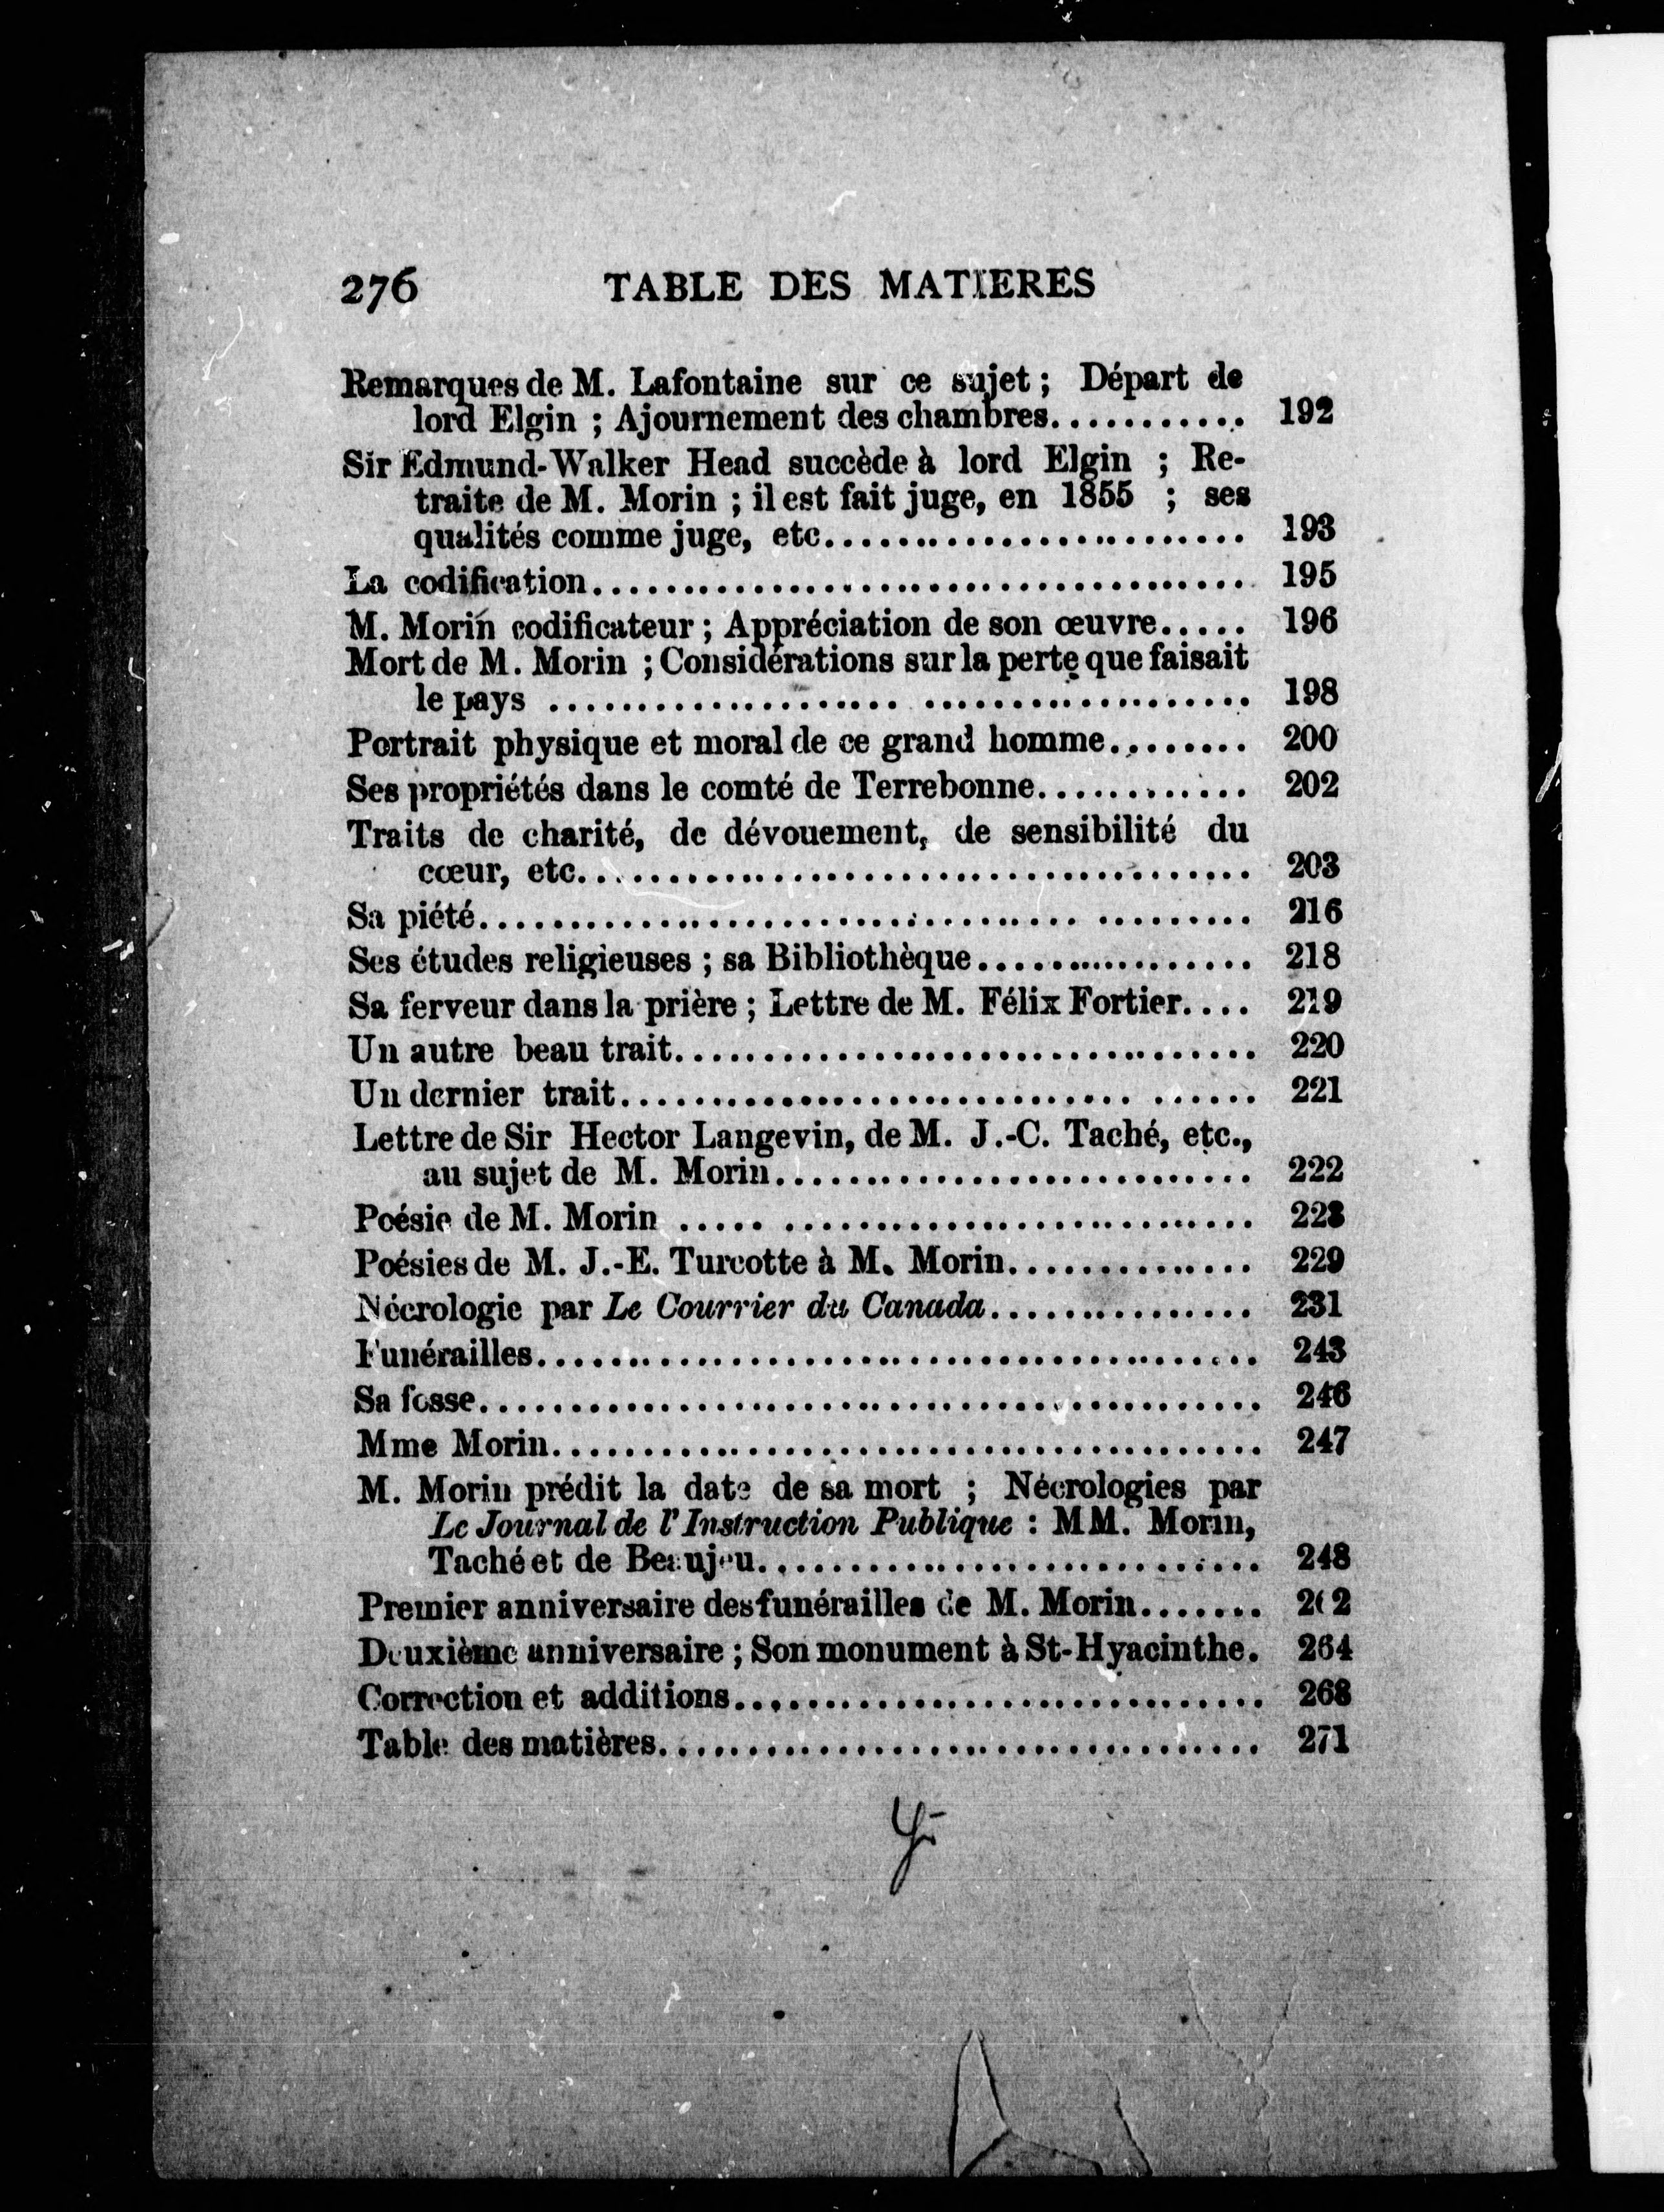 276 TABLE DES MATIERES
Remarques de M. Lafontaine sur ce sujet ; Départ de
lord Elgin ; Ajournement des chambres........... 192
Sir Edmund-Walker Head succède à lord Elgin ; Re-
traite de M. Morin ; il est fait juge, en 1855 ; ses
qualités comme juge, etc........................ 193
La codification.................................... 195
M. Morin codificateur ; Appréciation de son œuvre..... 196
Mort de M. Morin ; Considérations sur la perte que faisait
le pays ...................................... 198
Portrait physique et moral de ce grand homme........ 200
Ses propriétés dans le comté de Terrebonne............ 202
Traits de charité, de dévouement, de sensibilité du
cœur, etc...................................... 203
Sa piété........................................... 216
Ses études religieuses ; sa Bibliothèque................ 218
Sa ferveur dans la prière ; Lettre de M. Félix Fortier.... 219
Un autre beau trait................................ 220
Un dernier trait................................... 221
Lettre de Sir Hector Langevin, de M. J.-C. Taché, etc.,
au sujet de M. Morin........................... 222
Poésie de M. Morin ................................
Poésies de M. J.-E. Turcotte à M. Morin.............. 229
Nécrologie par Le Courrier du Canada............... 231
Funérailles......................................... 243
Sa fosse............................................ 246
Mme Morin........................................ 247
M. Morin prédit la date de sa mort ; Nécrologies par
Le Journal de l'Instruction Publique : MM. Morin,
Taché et de Beaujeu............................. 248
Premier anniversaire des funérailles de M. Morin.......
Deuxième anniversaire ; Son monument à St-Hyacinthe. 264
Correction et additions.............................. 268
Table des matières.................................. 271